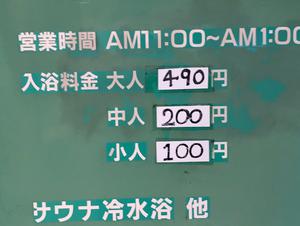 営業時間 AM11:00~AM1:00
入浴料金 大人 490円
中人 200円
小人 100円
サウナ冷水浴 他